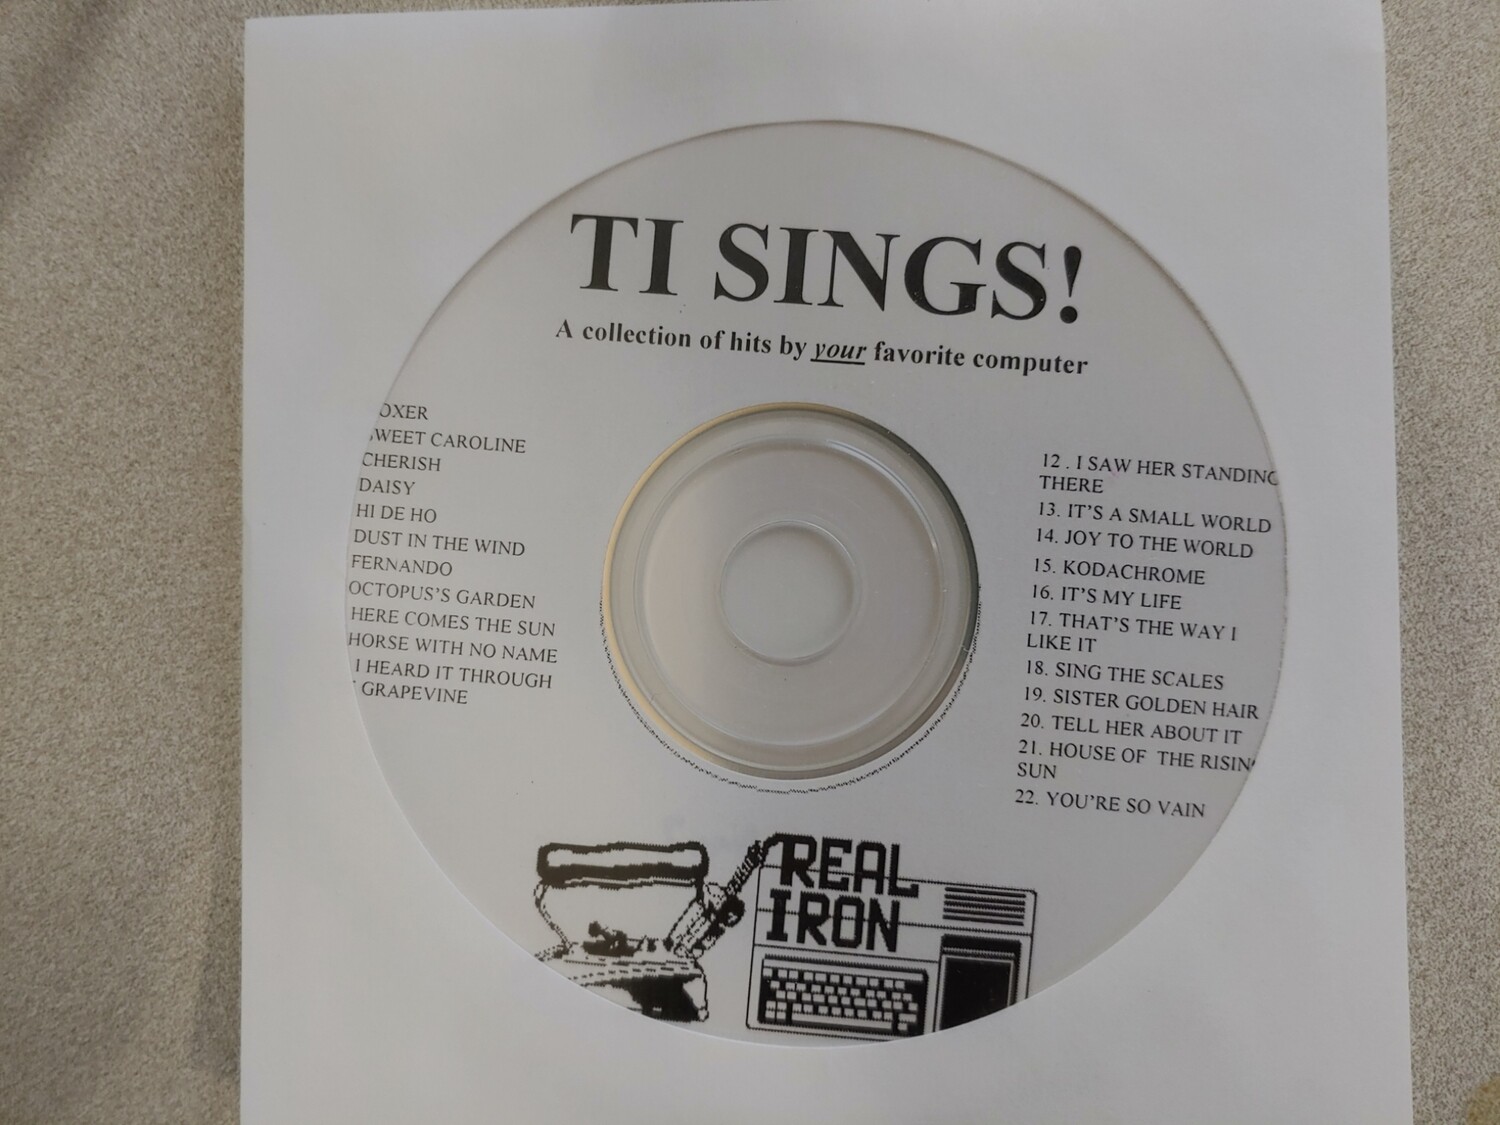 TI SINGS!
A collection of hits by your favorite computer
OXER
WEET CAROLINE
CHERISH
DAISY
HI DE HO
DUST IN THE WIND
FERNANDO
OCTOPUS'S GARDEN
HERE COMES THE SUN
HORSE WITH NO NAME
I HEARD IT THROUGH
GRAPEVINE
12 . I SAW HER STANDING
THERE
13. IT'S A SMALL WORLD
14. JOY TO THE WORLD
15. KODACHROME
16. IT'S MY LIFE
17. THAT'S THE WAY I
LIKE IT
18. SING THE SCALES
19. SISTER GOLDEN HAIR
20. TELL HER ABOUT IT
21. HOUSE OF THE RISIN
SUN
22. YOU'RE SO VAIN
REAL
IRON